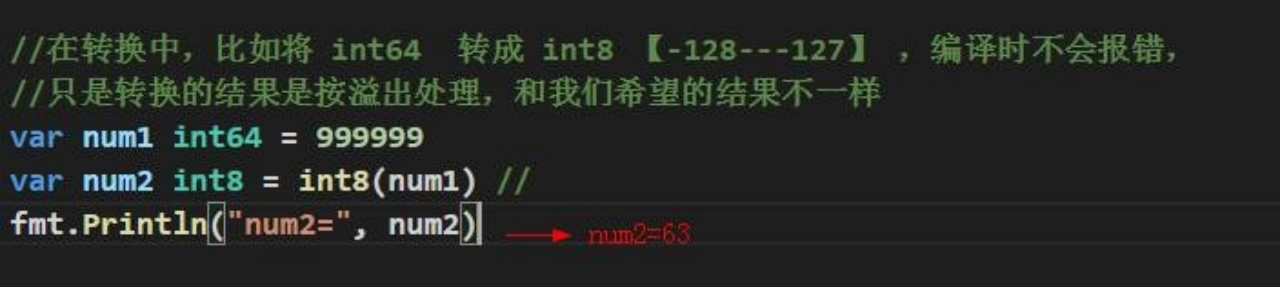 //在转换中，比如将 int64  转成 int8 【-128---127】 ，编译时不会报错，
//只是转换的结果是按溢出处理，和我们希望的结果不一样
var num1 int64 = 999999
var num2 int8 = int8(num1) //
fmt.Println("num2=", num2) num2=63